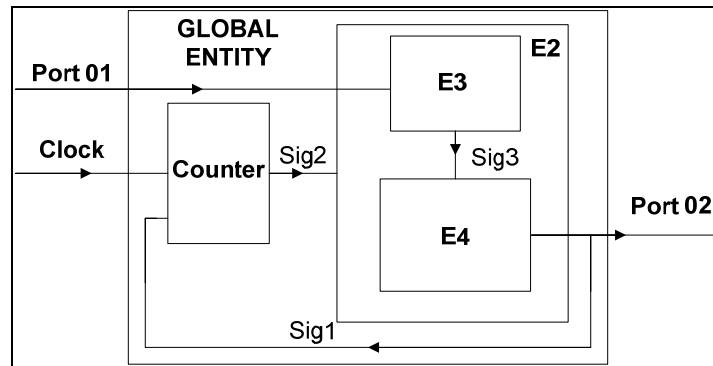 GLOBAL
ENTITY
E2
Port 01
E3
Clock
Counter
Sig2
Sig3
Port 02
E4
Sig1